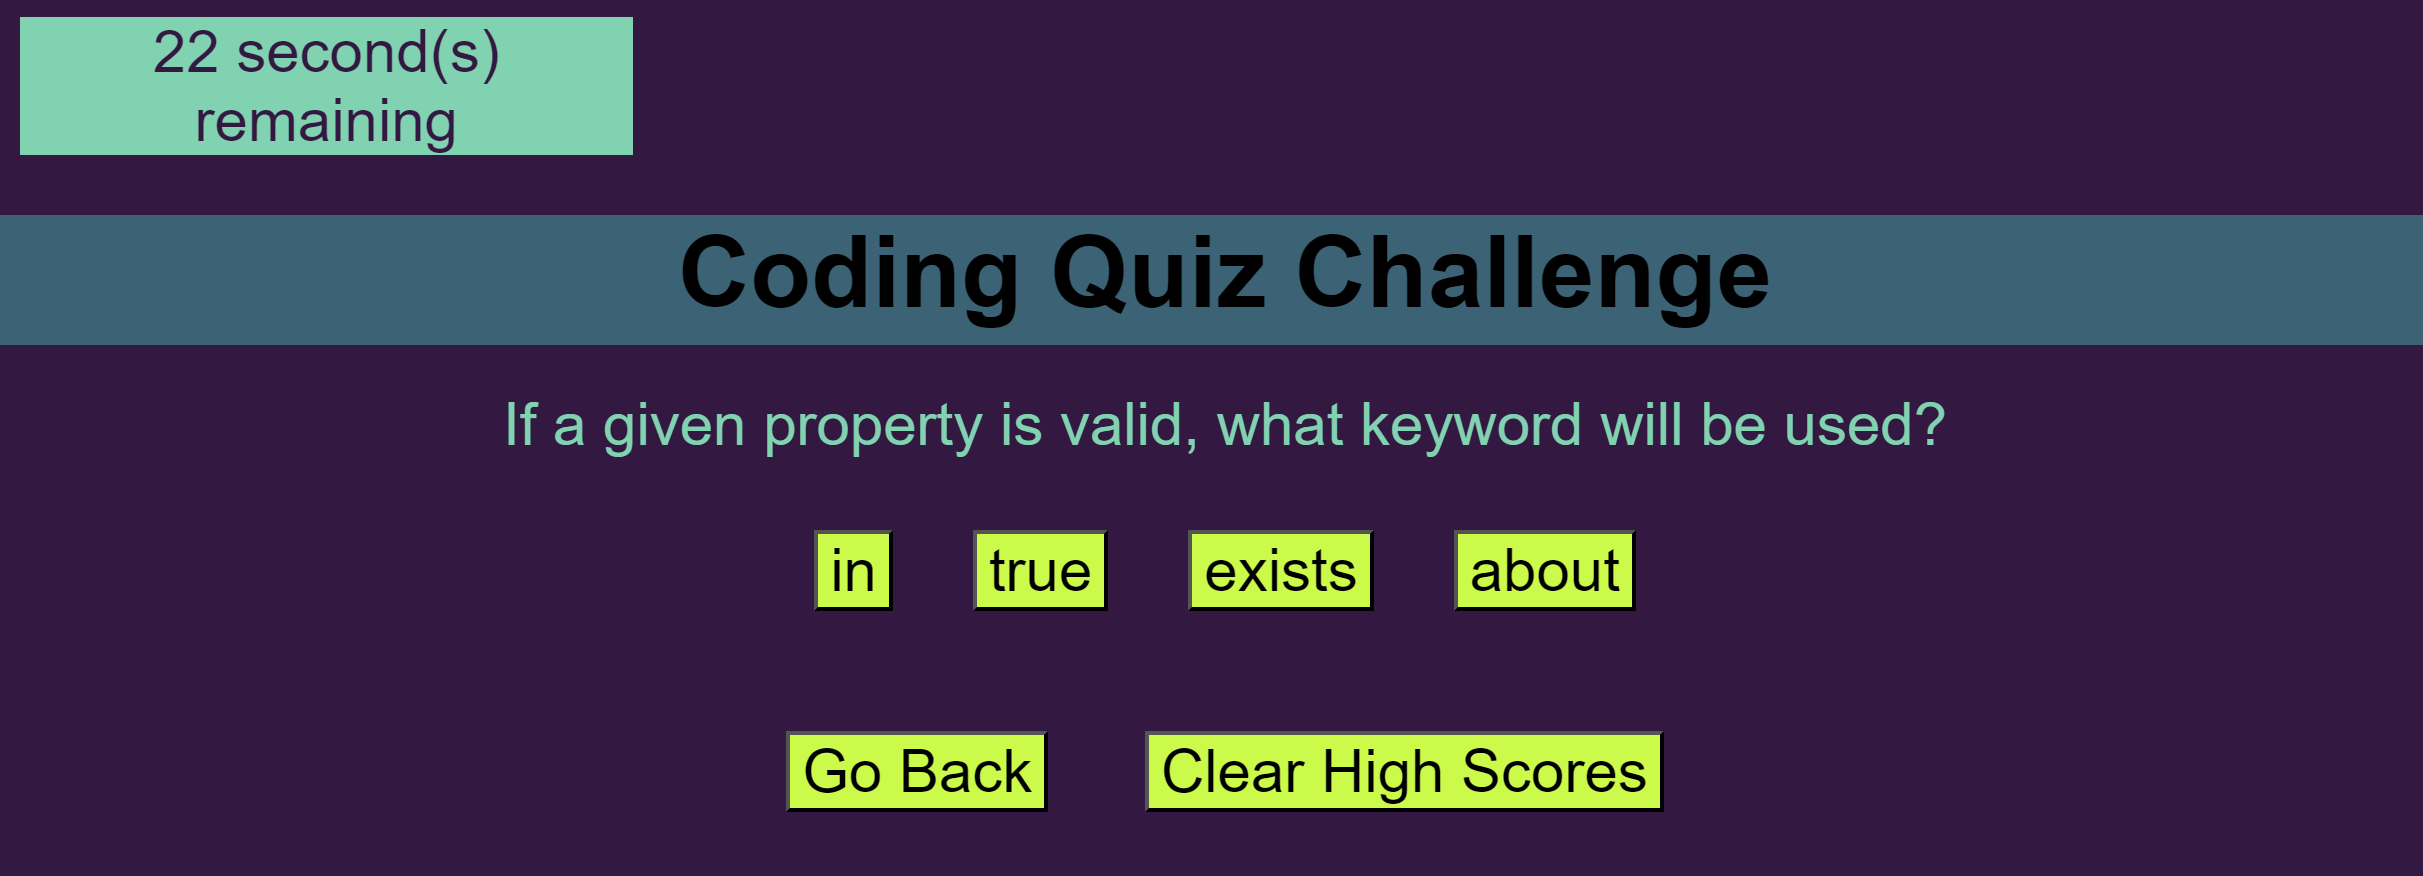 22 second(s)
remaining
Coding Quiz Challenge
If a given property is valid, what keyword will be used?
in true exists about
Go Back Clear High Scores